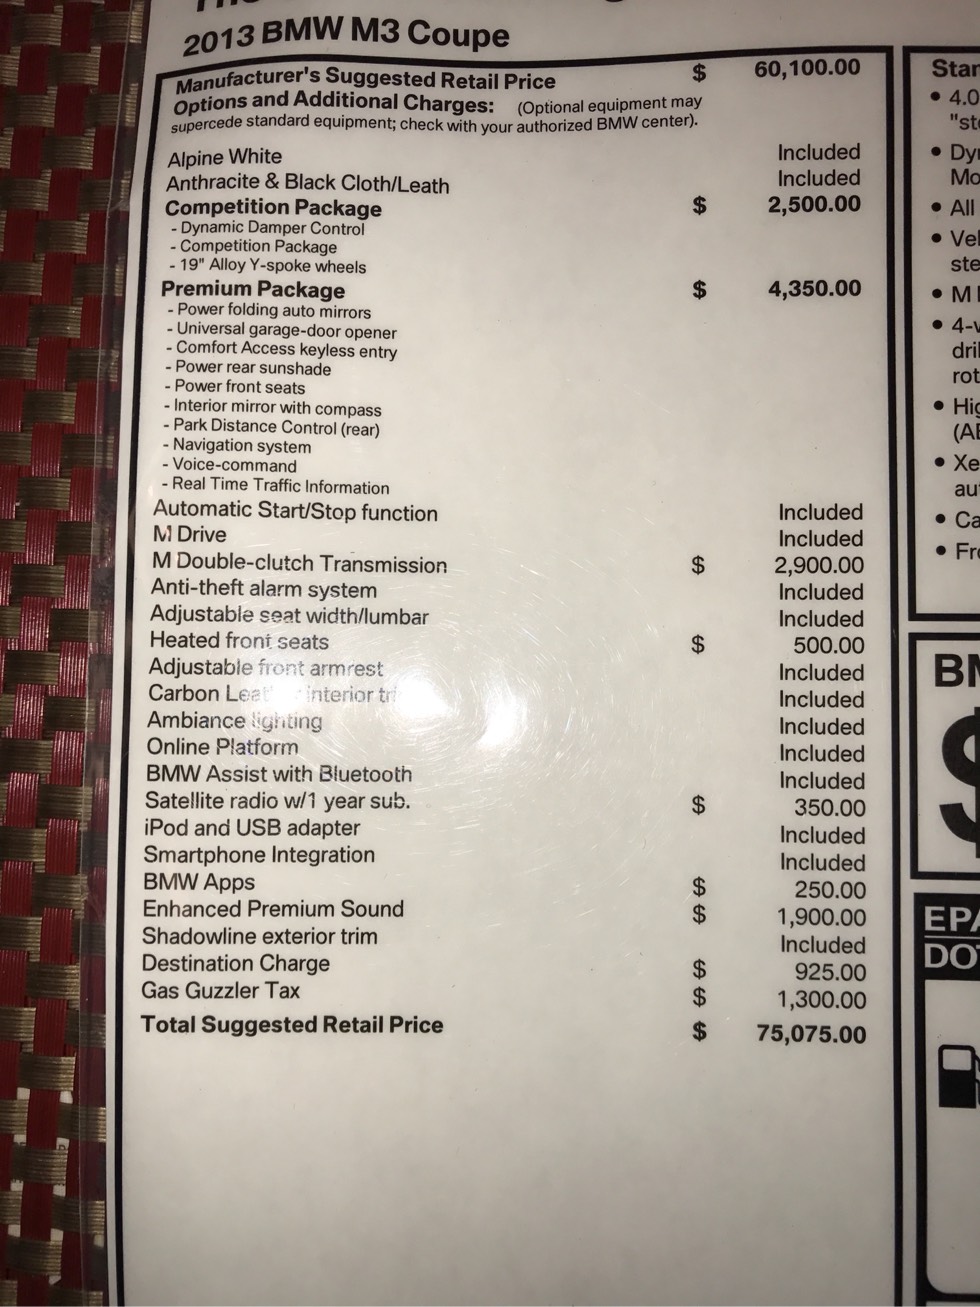 2013 BMW M3 Coupe
Manufacturer's Suggested Retail Price $ 60,100.00
Options and Additional Charges: (Optional equipment may
supercede standard equipment; check with your authorized BMW center).
Alpine White Included
Anthracite & Black Cloth/Leath Included
Competition Package $ 2,500.00
- Dynamic Damper Control
- Competition Package
- 19" Alloy Y-spoke wheels
Premium Package $ 4,350.00
- Power folding auto mirrors
- Universal garage-door opener
- Comfort Access keyless entry
- Power rear sunshade
- Power front seats
- Interior mirror with compass
- Park Distance Control (rear)
- Navigation system
- Voice-command
- Real Time Traffic Information
Automatic Start/Stop function Included
M Drive Included
M Double-clutch Transmission $ 2,900.00
Anti-theft alarm system Included
Adjustable seat width/lumbar Included
Heated front seats $ 500.00
Adjustable front armrest Included
Carbon interior Included
Ambiance lighting Included
Online Platform Included
BMW Assist with Bluetooth Included
Satellite radio w/1 year sub. $ 350.00
iPod and USB adapter Included
Smartphone Integration Included
BMW Apps $ 250.00
Enhanced Premium Sound $ 1,900.00
Shadowline exterior trim Included
Destination Charge $ 925.00
Gas Guzzler Tax $ 1,300.00
Total Suggested Retail Price $ 75,075.00
• 4.0
• All
• M
$
EPA